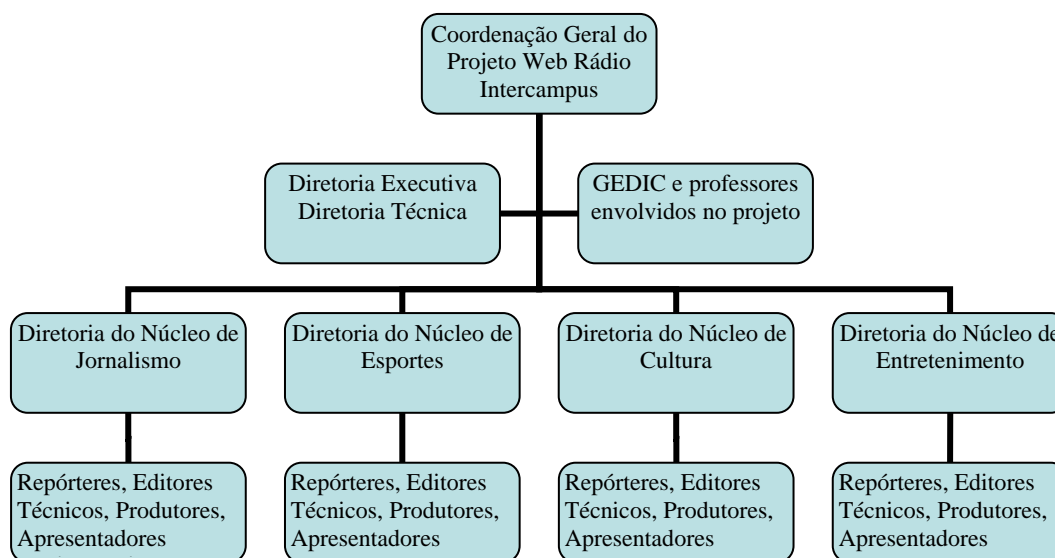 Coordenação Geral do
Projeto Web Rádio
Intercampus
Diretoria Executiva
Diretoria Técnica
GEDIC e professores
envolvidos no projeto
Diretoria do Núcleo de
Jornalismo
Diretoria do Núcleo de
Esportes
Diretoria do Núcleo de
Cultura
Diretoria do Núcleo de
Entretenimento
Repórteres, Editores
Técnicos, Produtores,
Apresentadores
Repórteres, Editores
Técnicos, Produtores,
Apresentadores
Repórteres, Editores
Técnicos, Produtores,
Apresentadores
Repórteres, Editores
Técnicos, Produtores,
Apresentadores